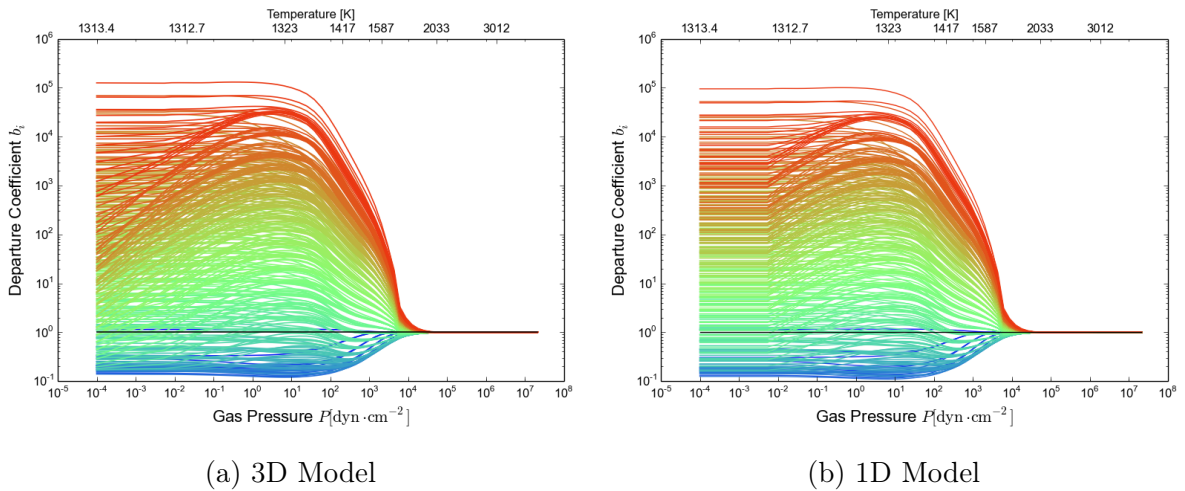 Temperature [K]
1313.4 1312.7 1323 1417 1587 2033 3012
10^6
10^5
10^4
10^3
10^2
10^1
10^0
10^-1
Departure Coefficient b_i
10^-5 10^-4 10^-3 10^-2 10^-1 10^0 10^1 10^2 10^3 10^4 10^5 10^6 10^7 10^8
Gas Pressure P[dyn·cm^-2]
(a) 3D Model
Temperature [K]
1313.4 1312.7 1323 1417 1587 2033 3012
10^6
10^5
10^4
10^3
10^2
10^1
10^0
10^-1
Departure Coefficient b_i
10^-5 10^-4 10^-3 10^-2 10^-1 10^0 10^1 10^2 10^3 10^4 10^5 10^6 10^7 10^8
Gas Pressure P[dyn·cm^-2]
(b) 1D Model